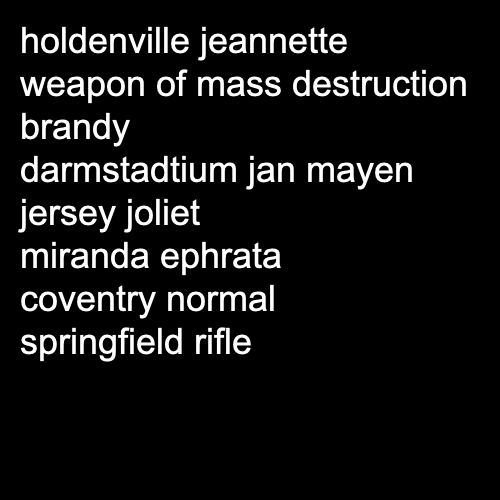 holdenville jeannette
weapon of mass destruction
brandy
darmstadtium jan mayen
jersey joliet
miranda ephrata
coventry normal
springfield rifle